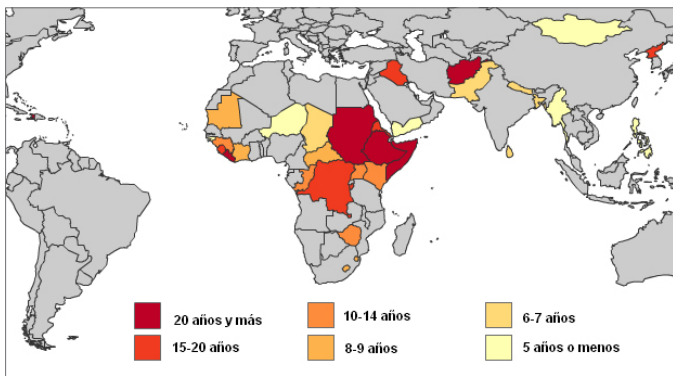 20 años y más
10-14 años
6-7 años
15-20 años
8-9 años
5 años o menos